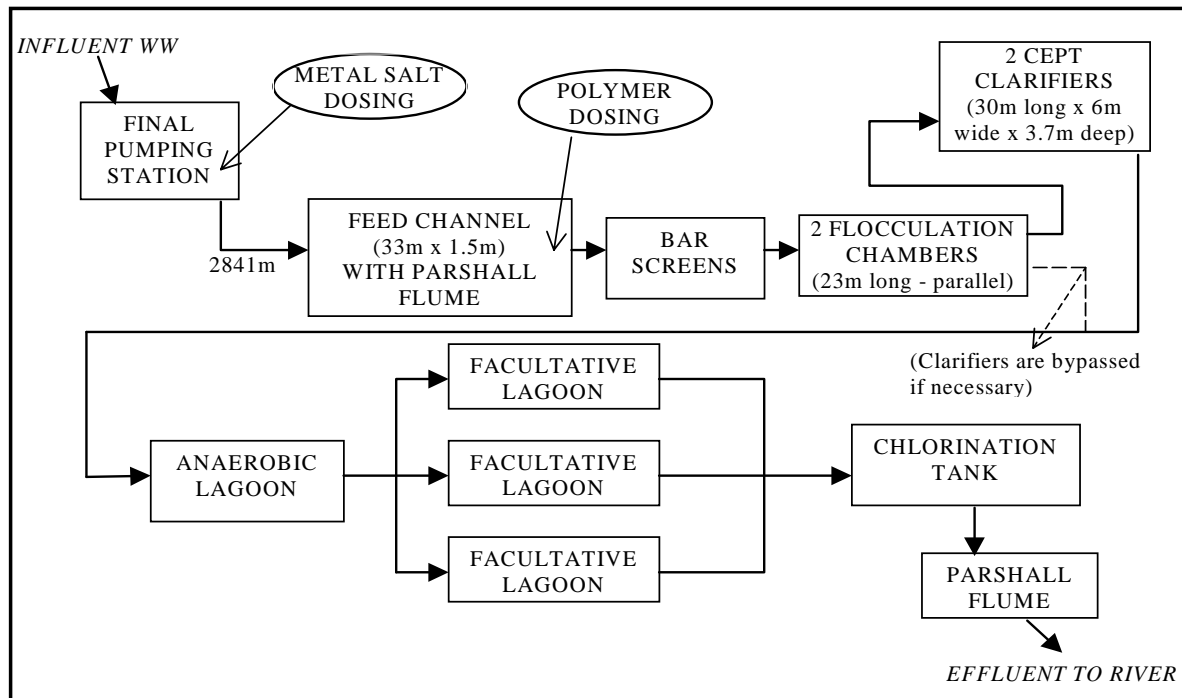 INFLUENT WW
METAL SALT
DOSING
FINAL
PUMPING
STATION
2841m
POLYMER
DOSING
FEED CHANNEL
(33m x 1.5m)
WITH PARSHALL
FLUME
BAR
SCREENS
2 FLOCCULATION
CHAMBERS
(23m long - parallel)
2 CEPT
CLARIFIERS
(30m long x 6m
wide x 3.7m deep)
(Clarifiers are bypassed
if necessary)
ANAEROBIC
LAGOON
FACULTATIVE
LAGOON
FACULTATIVE
LAGOON
FACULTATIVE
LAGOON
CHLORINATION
TANK
PARSHALL
FLUME
EFFLUENT TO RIVER